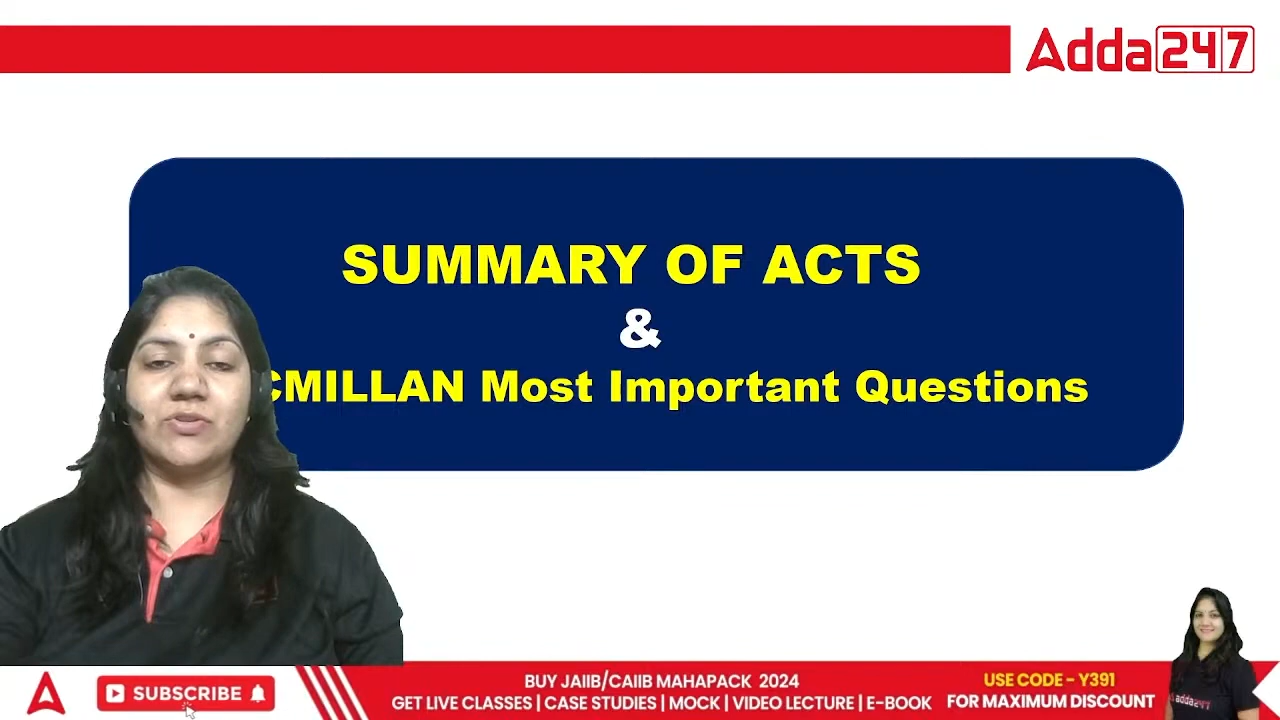 Adda247
SUMMARY OF ACTS
&
CMILLAN Most Important Questions
SUBSCRIBE
BUY JAIIB/CAIIB MAHAPACK 2024
GET LIVE CLASSES | CASE STUDIES | MOCK | VIDEO LECTURE | E-BOOK
USE CODE - Y391
FOR MAXIMUM DISCOUNT
adda247